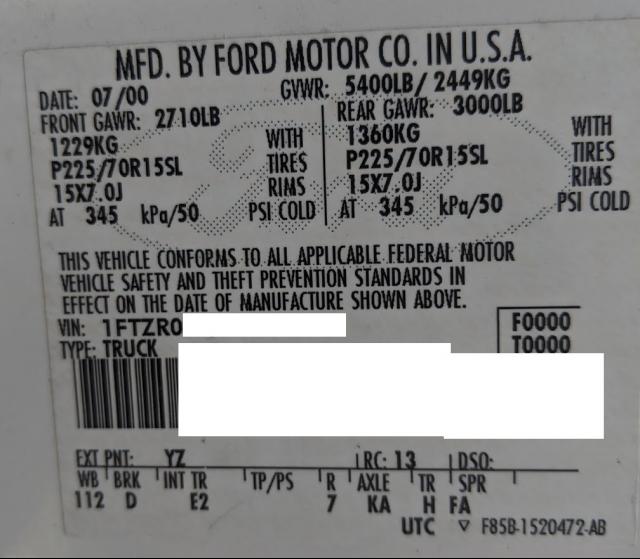 MFD. BY FORD MOTOR CO. IN U.S.A.
DATE: 07/00 GVWR: 5400LB/ 2449KG
FRONT GAWR: 2710LB REAR GAWR: 3000LB
1229KG WITH 1360KG WITH
P225/70R15SL TIRES P225/70R15SL TIRES
15X7.0J RIMS 15X7.0J RIMS
AT 345 kPa/50 PSI COLD AT 345 kPa/50 PSI COLD
THIS VEHICLE CONFORMS TO ALL APPLICABLE FEDERAL MOTOR
VEHICLE SAFETY AND THEFT PREVENTION STANDARDS IN
EFFECT ON THE DATE OF MANUFACTURE SHOWN ABOVE.
VIN: 1FTZR0 F0000
TYPE: TRUCK T0000
EXT PNT: YZ RC: 13 DSO:
WB BRK INT TR TP/PS R AXLE TR SPR
112 D E2 7 KA H FA
UTC ▽ F85B-1520472-AB